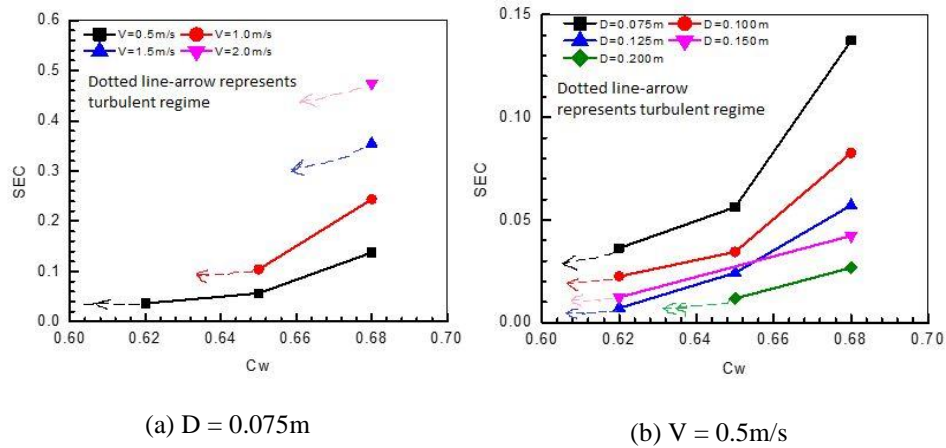 V=0.5m/s V=1.0m/s
V=1.5m/s V=2.0m/s
Dotted line-arrow represents
turbulent regime
SEC
0.6
0.5
0.4
0.3
0.2
0.1
0.0
0.60 0.62 0.64 0.66 0.68 0.70
Cw
(a) D = 0.075m
D=0.075m D=0.100m
D=0.125m D=0.150m
D=0.200m
Dotted line-arrow
represents turbulent regime
SEC
0.15
0.10
0.05
0.00
0.60 0.62 0.64 0.66 0.68 0.70
Cw
(b) V = 0.5m/s